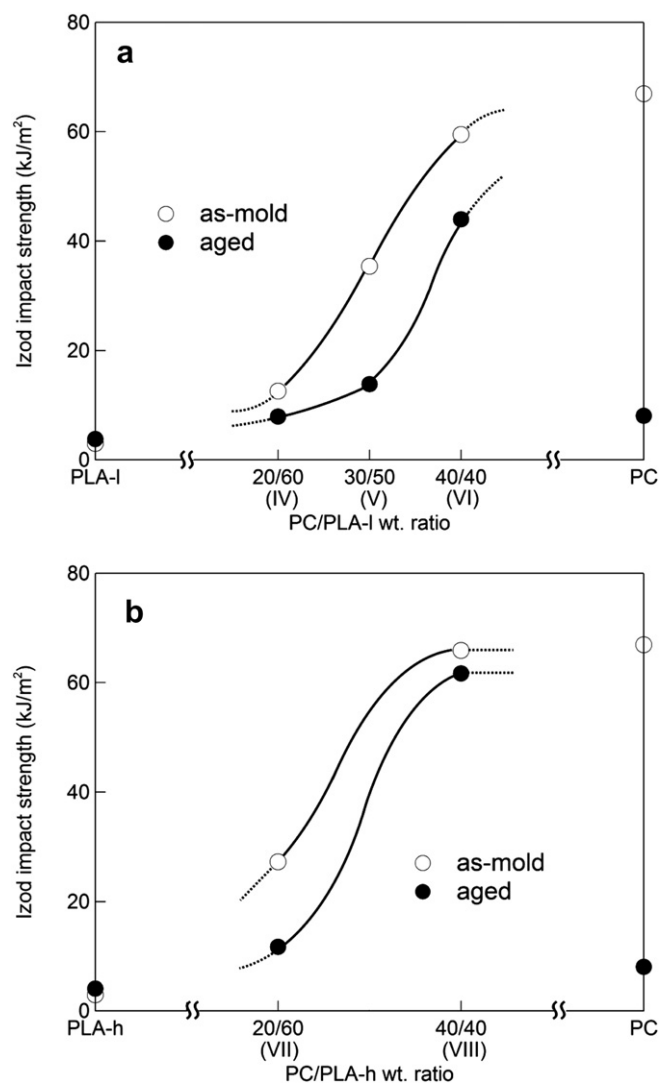 a
Izod impact strength (kJ/m²)
80
60
40
20
0
as-mold
aged
PLA-l
20/60
(IV)
30/50
(V)
40/40
(VI)
PC
PC/PLA-l wt. ratio
b
Izod impact strength (kJ/m²)
80
60
40
20
0
as-mold
aged
PLA-h
20/60
(VII)
40/40
(VIII)
PC
PC/PLA-h wt. ratio